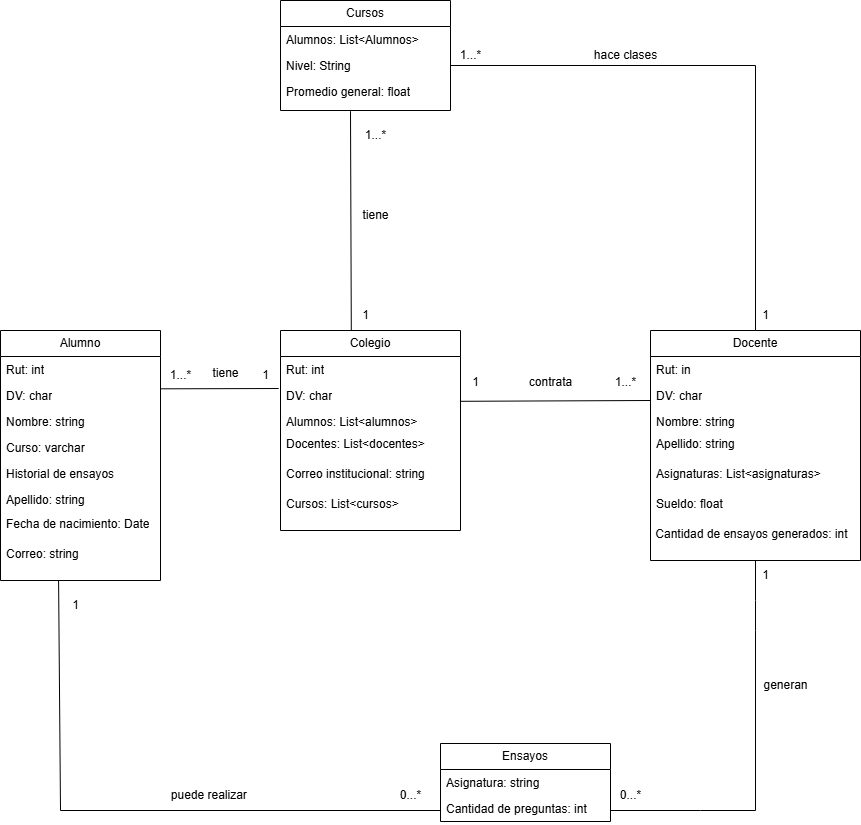 Cursos
Alumnos: List<Alumnos>
Nivel: String
Promedio general: float
1...*
hace clases
1...*
tiene
1
1
Alumno
Rut: int
DV: char
Nombre: string
Curso: varchar
Historial de ensayos
Apellido: string
Fecha de nacimiento: Date
Correo: string
1...*
tiene
1
Colegio
Rut: int
DV: char
Alumnos: List<alumnos>
Docentes: List<docentes>
Correo institucional: string
Cursos: List<cursos>
1
contrata
1...*
Docente
Rut: in
DV: char
Nombre: string
Apellido: string
Asignaturas: List<asignaturas>
Sueldo: float
Cantidad de ensayos generados: int
1
1
generan
Ensayos
Asignatura: string
Cantidad de preguntas: int
puede realizar
0...*
0...*